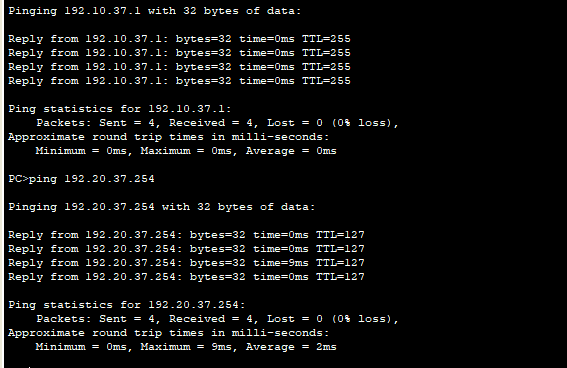 Pinging 192.10.37.1 with 32 bytes of data:
Reply from 192.10.37.1: bytes=32 time=0ms TTL=255
Reply from 192.10.37.1: bytes=32 time=0ms TTL=255
Reply from 192.10.37.1: bytes=32 time=0ms TTL=255
Reply from 192.10.37.1: bytes=32 time=0ms TTL=255
Ping statistics for 192.10.37.1:
Packets: Sent = 4, Received = 4, Lost = 0 (0% loss),
Approximate round trip times in milli-seconds:
Minimum = 0ms, Maximum = 0ms, Average = 0ms
PC>ping 192.20.37.254
Pinging 192.20.37.254 with 32 bytes of data:
Reply from 192.20.37.254: bytes=32 time=0ms TTL=127
Reply from 192.20.37.254: bytes=32 time=0ms TTL=127
Reply from 192.20.37.254: bytes=32 time=9ms TTL=127
Reply from 192.20.37.254: bytes=32 time=0ms TTL=127
Ping statistics for 192.20.37.254:
Packets: Sent = 4, Received = 4, Lost = 0 (0% loss),
Approximate round trip times in milli-seconds:
Minimum = 0ms, Maximum = 9ms, Average = 2ms